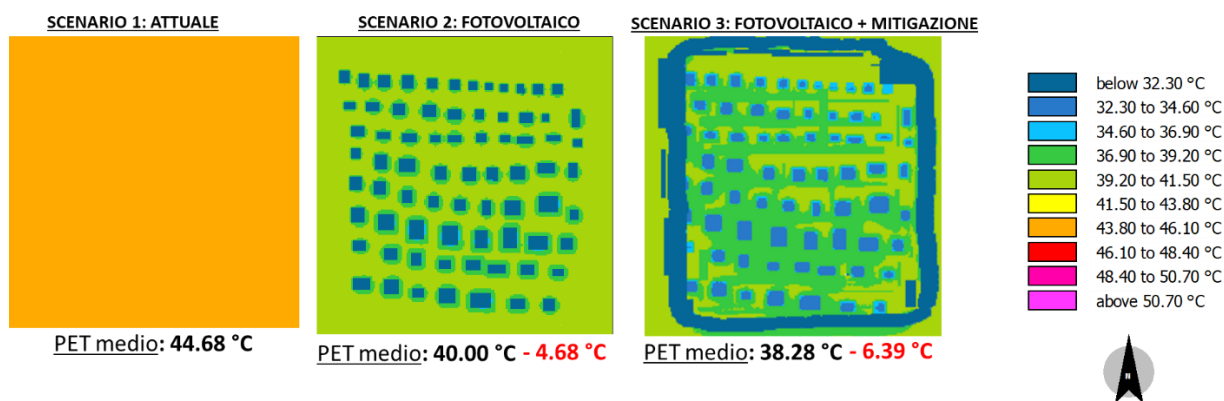 SCENARIO 1: ATTUALE
SCENARIO 2: FOTOVOLTAICO
SCENARIO 3: FOTOVOLTAICO + MITIGAZIONE
PET medio: 44.68 °C
PET medio: 40.00 °C - 4.68 °C
PET medio: 38.28 °C - 6.39 °C
below 32.30 °C
32.30 to 34.60 °C
34.60 to 36.90 °C
36.90 to 39.20 °C
39.20 to 41.50 °C
41.50 to 43.80 °C
43.80 to 46.10 °C
46.10 to 48.40 °C
48.40 to 50.70 °C
above 50.70 °C
N